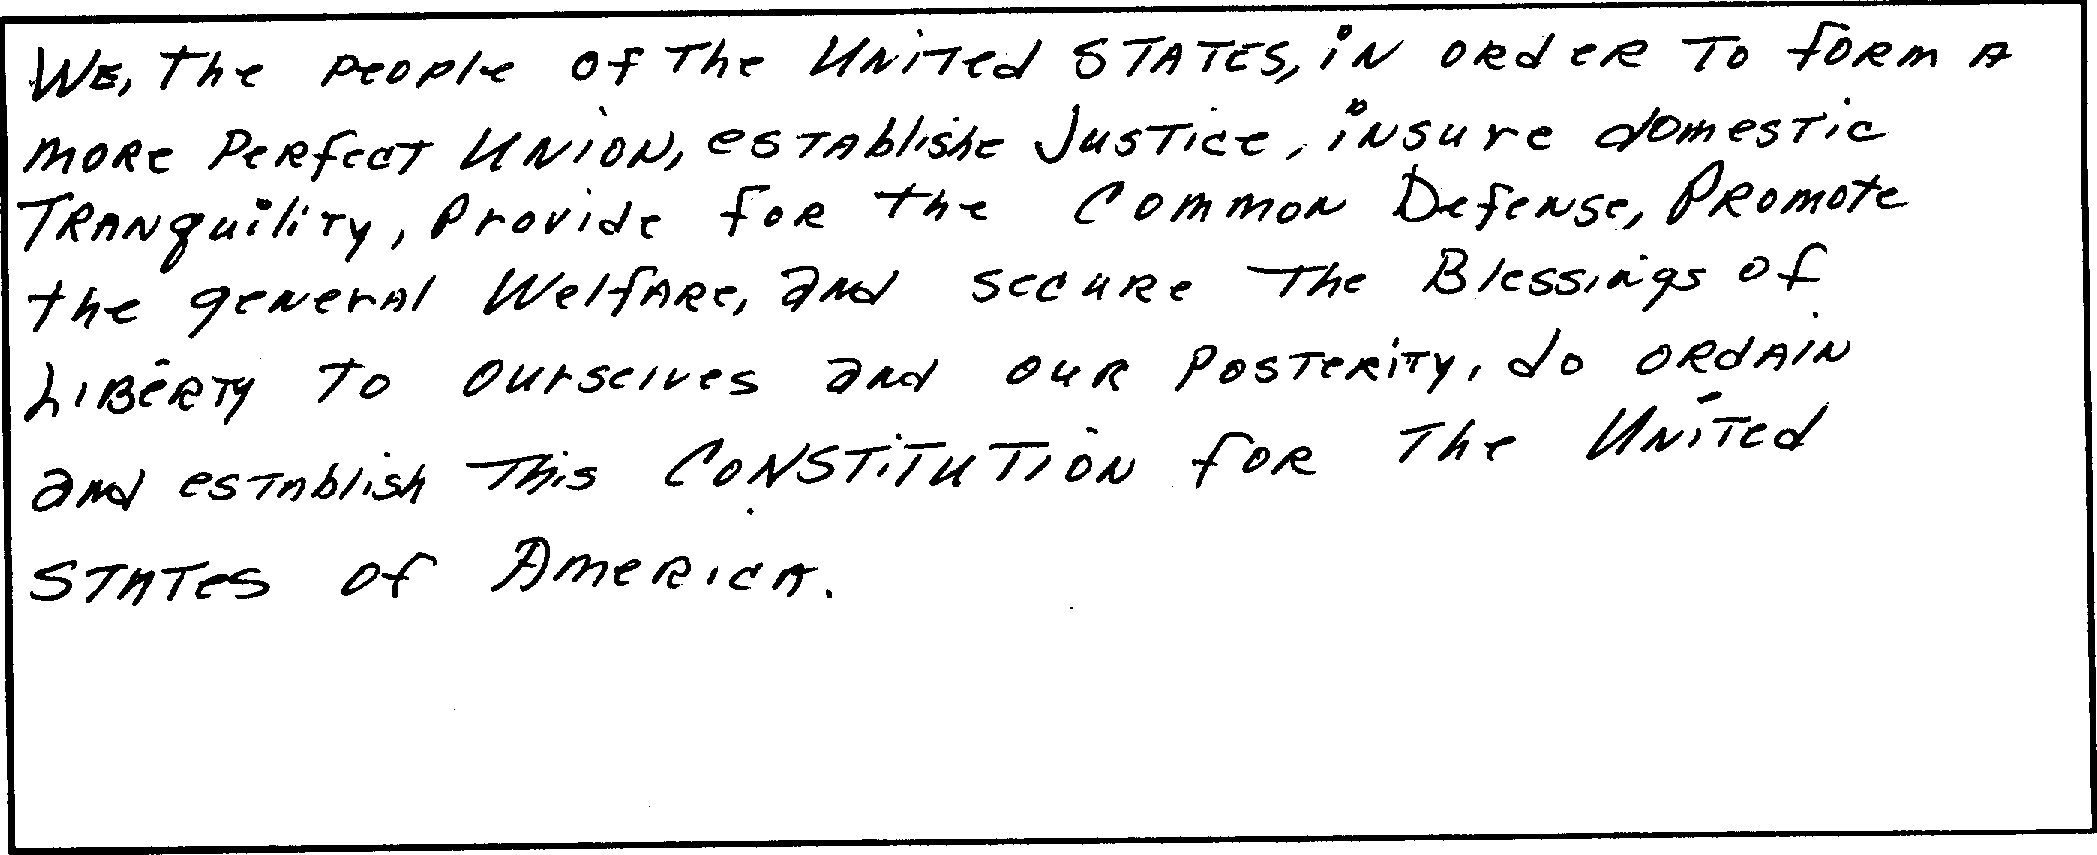 We, the people of the United States, in order to form a
more Perfect Union, establishe Justice, insure domestic
Tranquility, Provide for the Common Defense, Promote
the general Welfare, and secure the Blessings of
Liberty to ourselves and our Posterity, do ordain
and establish This Constitution for The United
States of America.